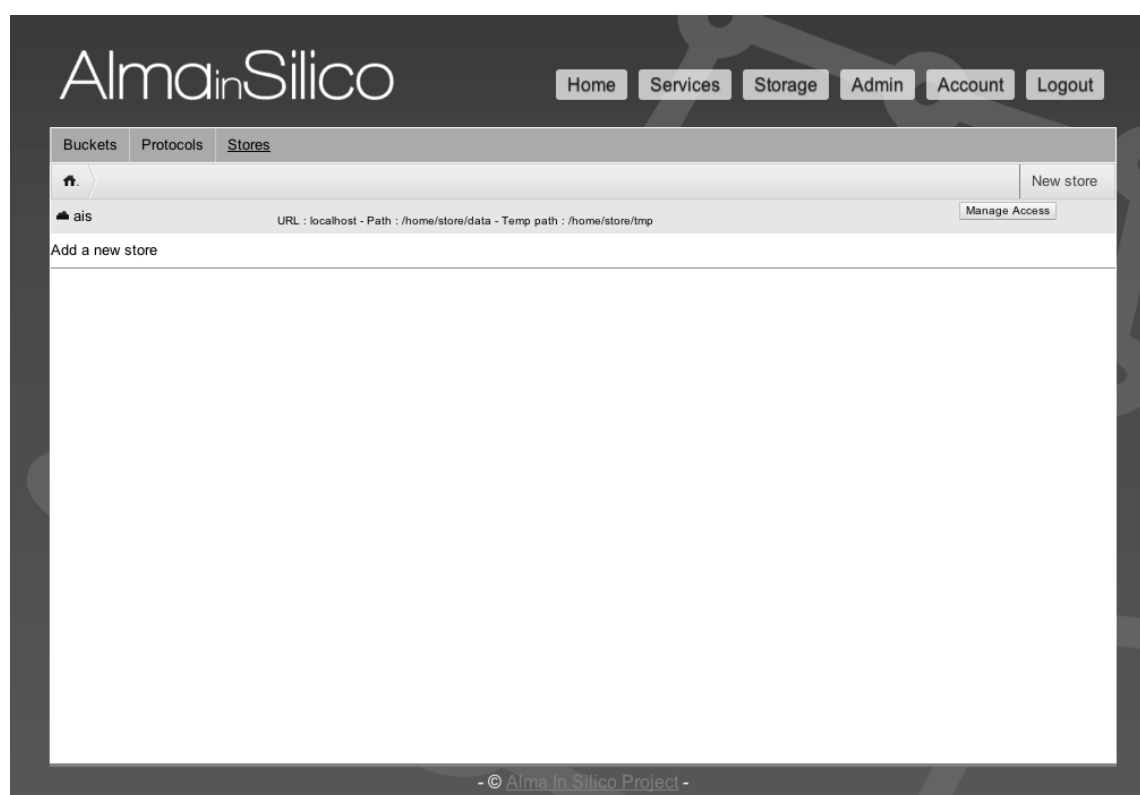 AlmainSilico
Home Services Storage Admin Account Logout
Buckets Protocols Stores
. New store
ais URL : localhost - Path : /home/store/data - Temp path : /home/store/tmp Manage Access
Add a new store
- © Alma In Silico Project -